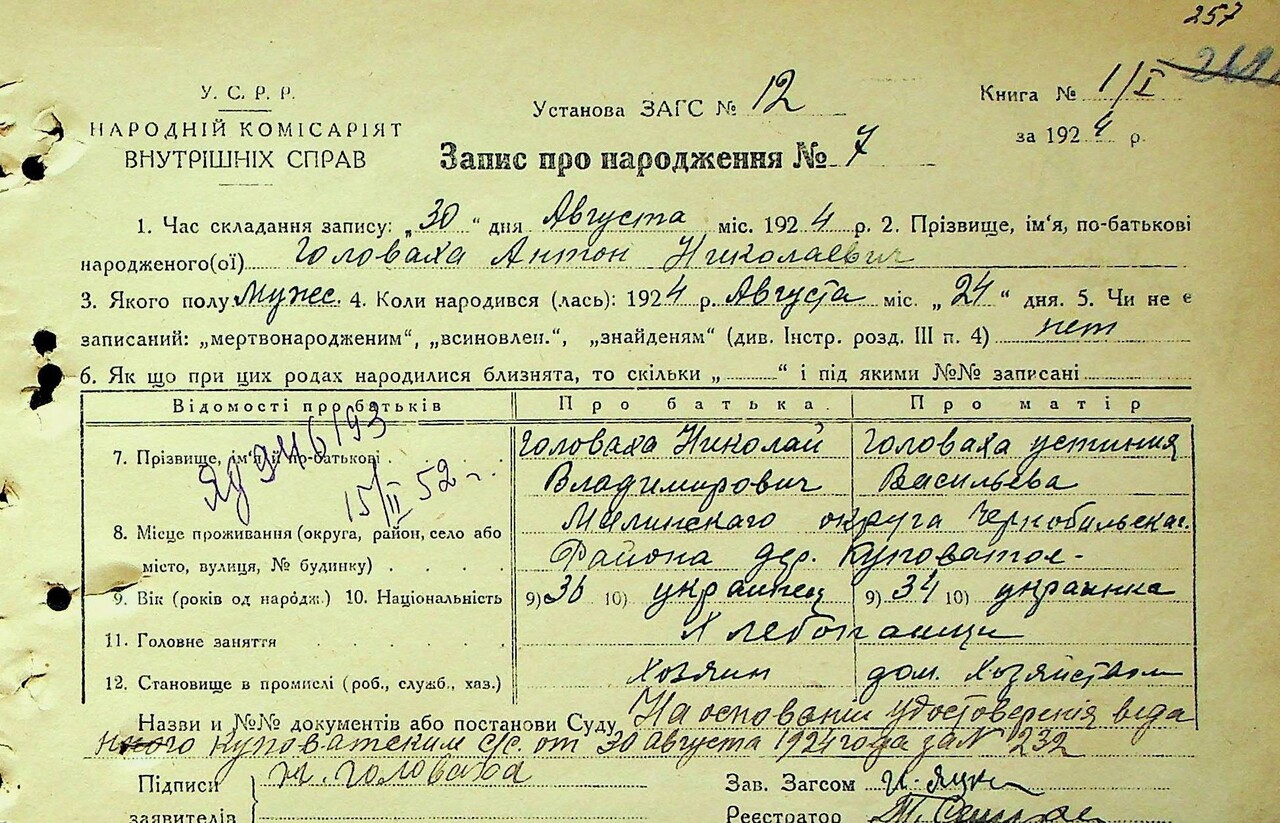 257
У. С. Р. Р.
НАРОДНІЙ КОМІСАРІЯТ
ВНУТРІШНІХ СПРАВ
Установа ЗАГС № 12
Книга № 1/I
за 1924 р.
Запис про народження № 7
1. Час складання запису: „30“ дня Августа міс. 1924 р. 2. Прізвище, ім‘я, по-батькові
народженого(ої) Головаха Антон Николаевич
3. Якого полу Мужес. 4. Коли народився (лась): 1924 р. Августа міс. „24“ дня. 5. Чи не є
записаний: „мертвонародженим“, „всиновлен.“, „знайденям“ (див. Інстр. розд. III п. 4) нет
6. Як що при цих родах народилися близнята, то скільки „ “ і під якими №№ записані
Відомості про батьків Про батька. Про матір
7. Прізвище, ім‘я й по-батькові Головаха Николай Головаха устиния
Владимирович Васильева
15/II 52 г.
8. Місце проживання (округа, район, село або Малинскаго округа Чернобильскаг.
місто, вулиця, № будинку) Района дер. Куповатое-
9. Вік (років од народж.) 10. Національність 9) 36 10) украинец 9) 34 10) украинка
11. Головне заняття Хлебопашци
12. Становище в промислі (роб., служб., хаз.) Хозяин дом. Хозяйством
Назви и №№ документів або постанови Суду На основании удостоверения выда
ного Куповатским с/с. от 30 Августа 1924 года за № 232
Підписи Н. Головаха Зав. Загсом
заявителів Реєстратор